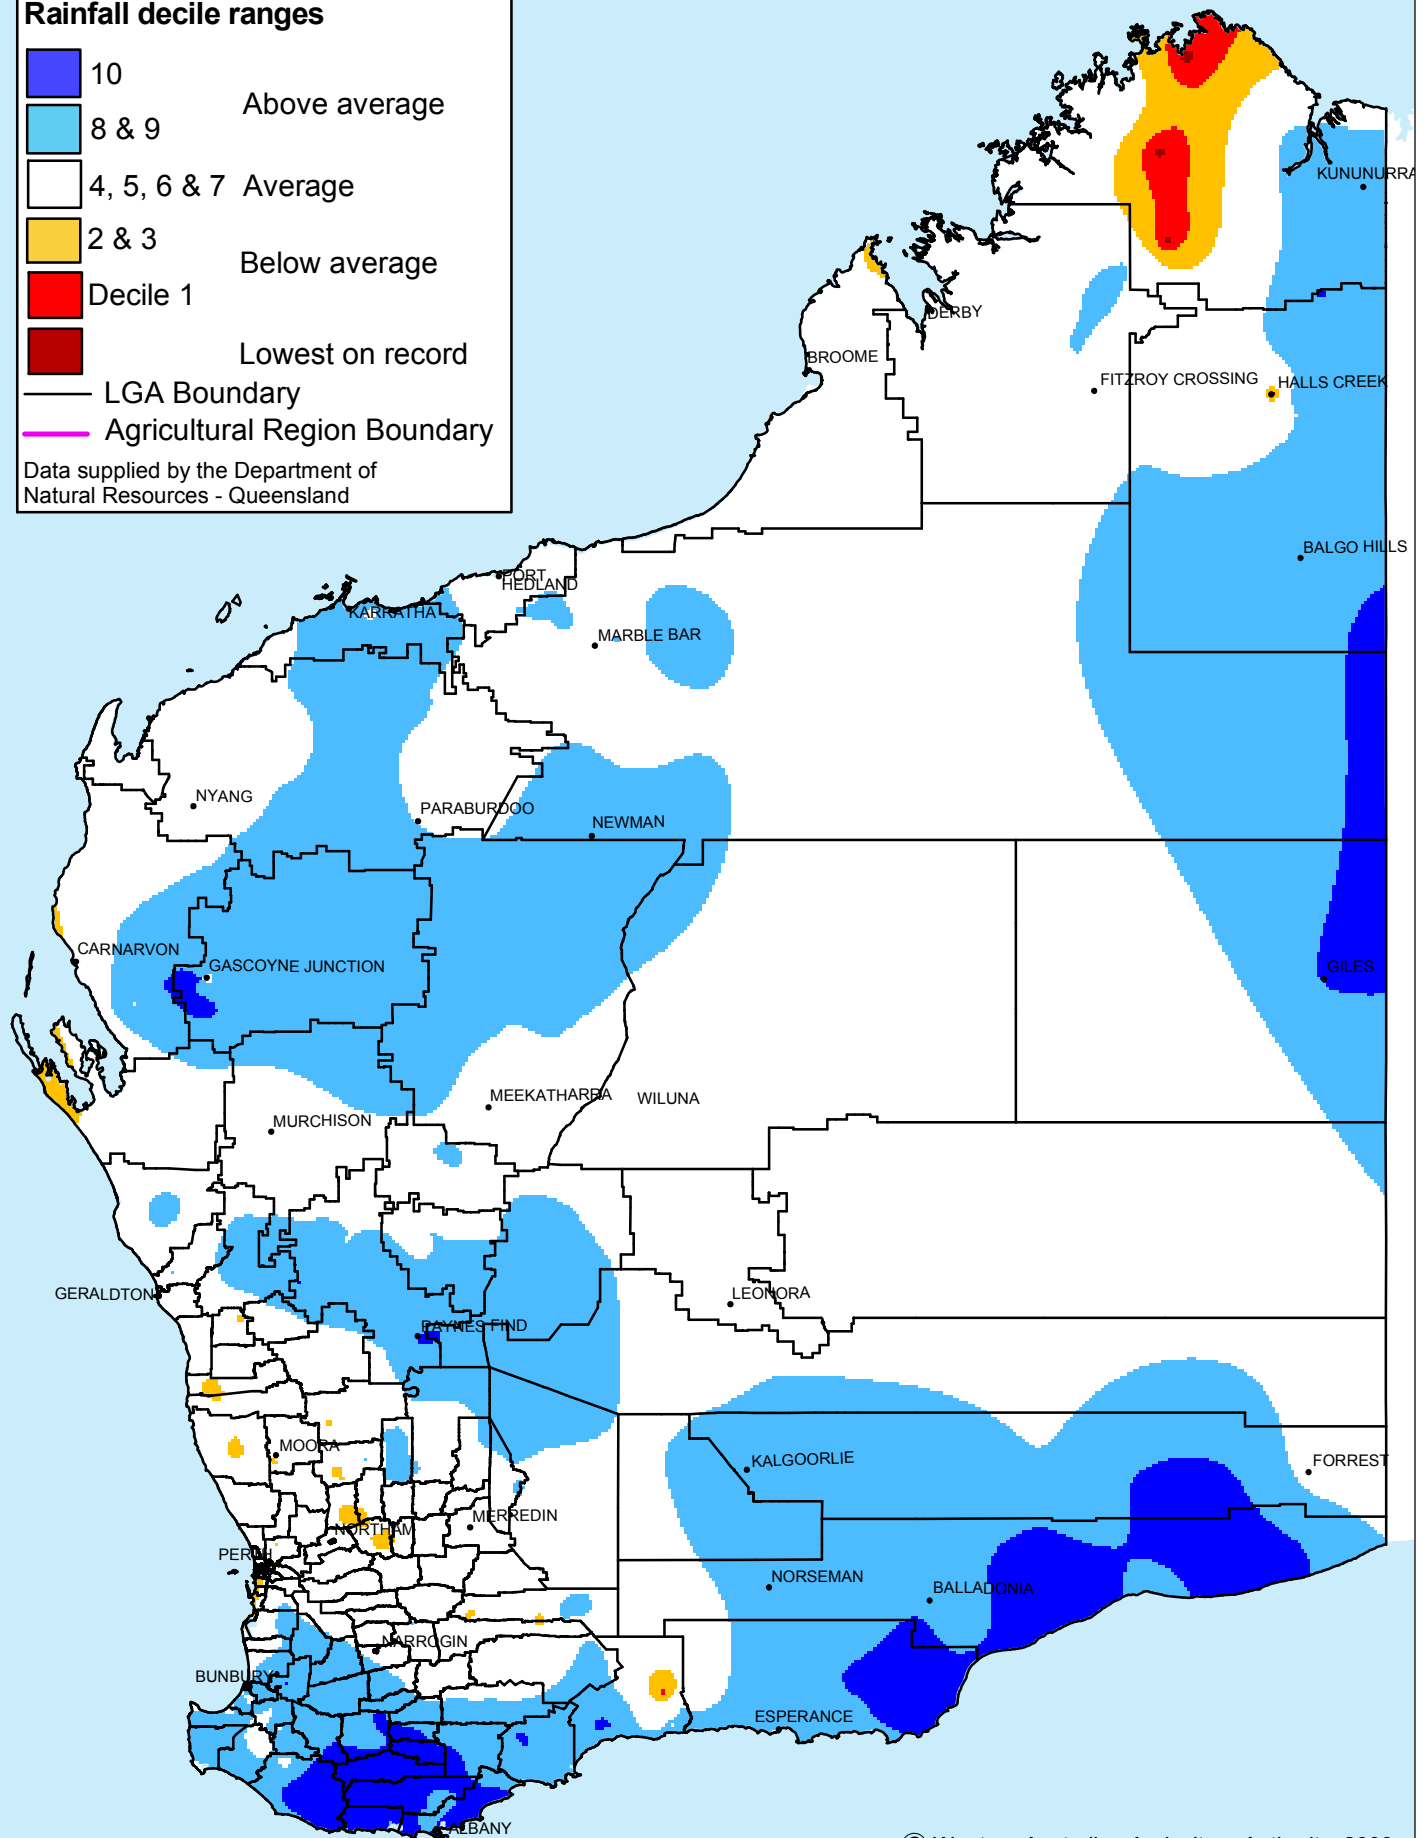 Rainfall decile ranges
10
Above average
8 & 9
4, 5, 6 & 7 Average
2 & 3
Below average
Decile 1
Lowest on record
LGA Boundary
Agricultural Region Boundary
Data supplied by the Department of
Natural Resources - Queensland
KUNUNURRA
DERBY
BROOME
FITZROY CROSSING
HALLS CREEK
BALGO HILLS
PORT
HEDLAND
KARRATHA
MARBLE BAR
NYANG
PARABURDOO
NEWMAN
CARNARVON
GASCOYNE JUNCTION
GILES
MEEKATHARRA
WILUNA
MURCHISON
GERALDTON
LEONORA
PAYNES FIND
MOORA
KALGOORLIE
FORREST
MERREDIN
NORTHAM
PERTH
NORSEMAN
BALLADONIA
NARROGIN
BUNBURY
ESPERANCE
ALBANY